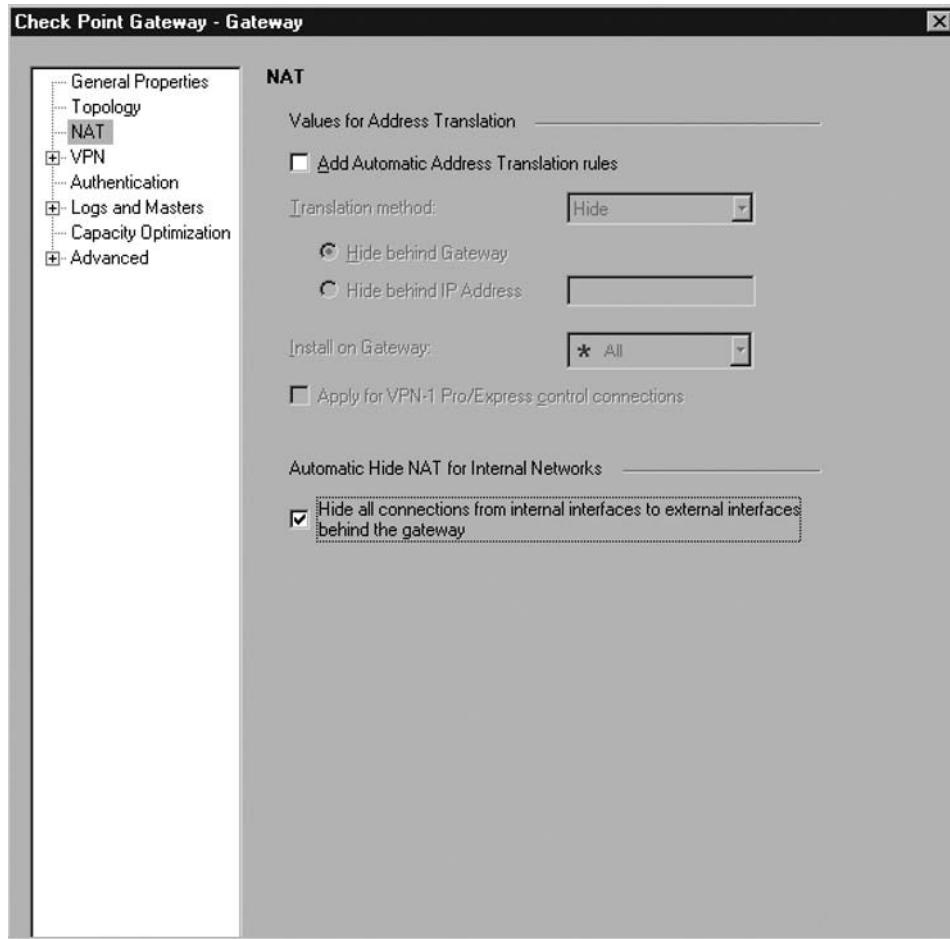 Check Point Gateway - Gateway
General Properties
Topology
NAT
VPN
Authentication
Logs and Masters
Capacity Optimization
Advanced
NAT
Values for Address Translation
Add Automatic Address Translation rules
Translation method:
Hide
Hide behind Gateway
Hide behind IP Address
Install on Gateway:
* All
Apply for VPN-1 Pro/Express control connections
Automatic Hide NAT for Internal Networks
Hide all connections from internal interfaces to external interfaces
behind the gateway